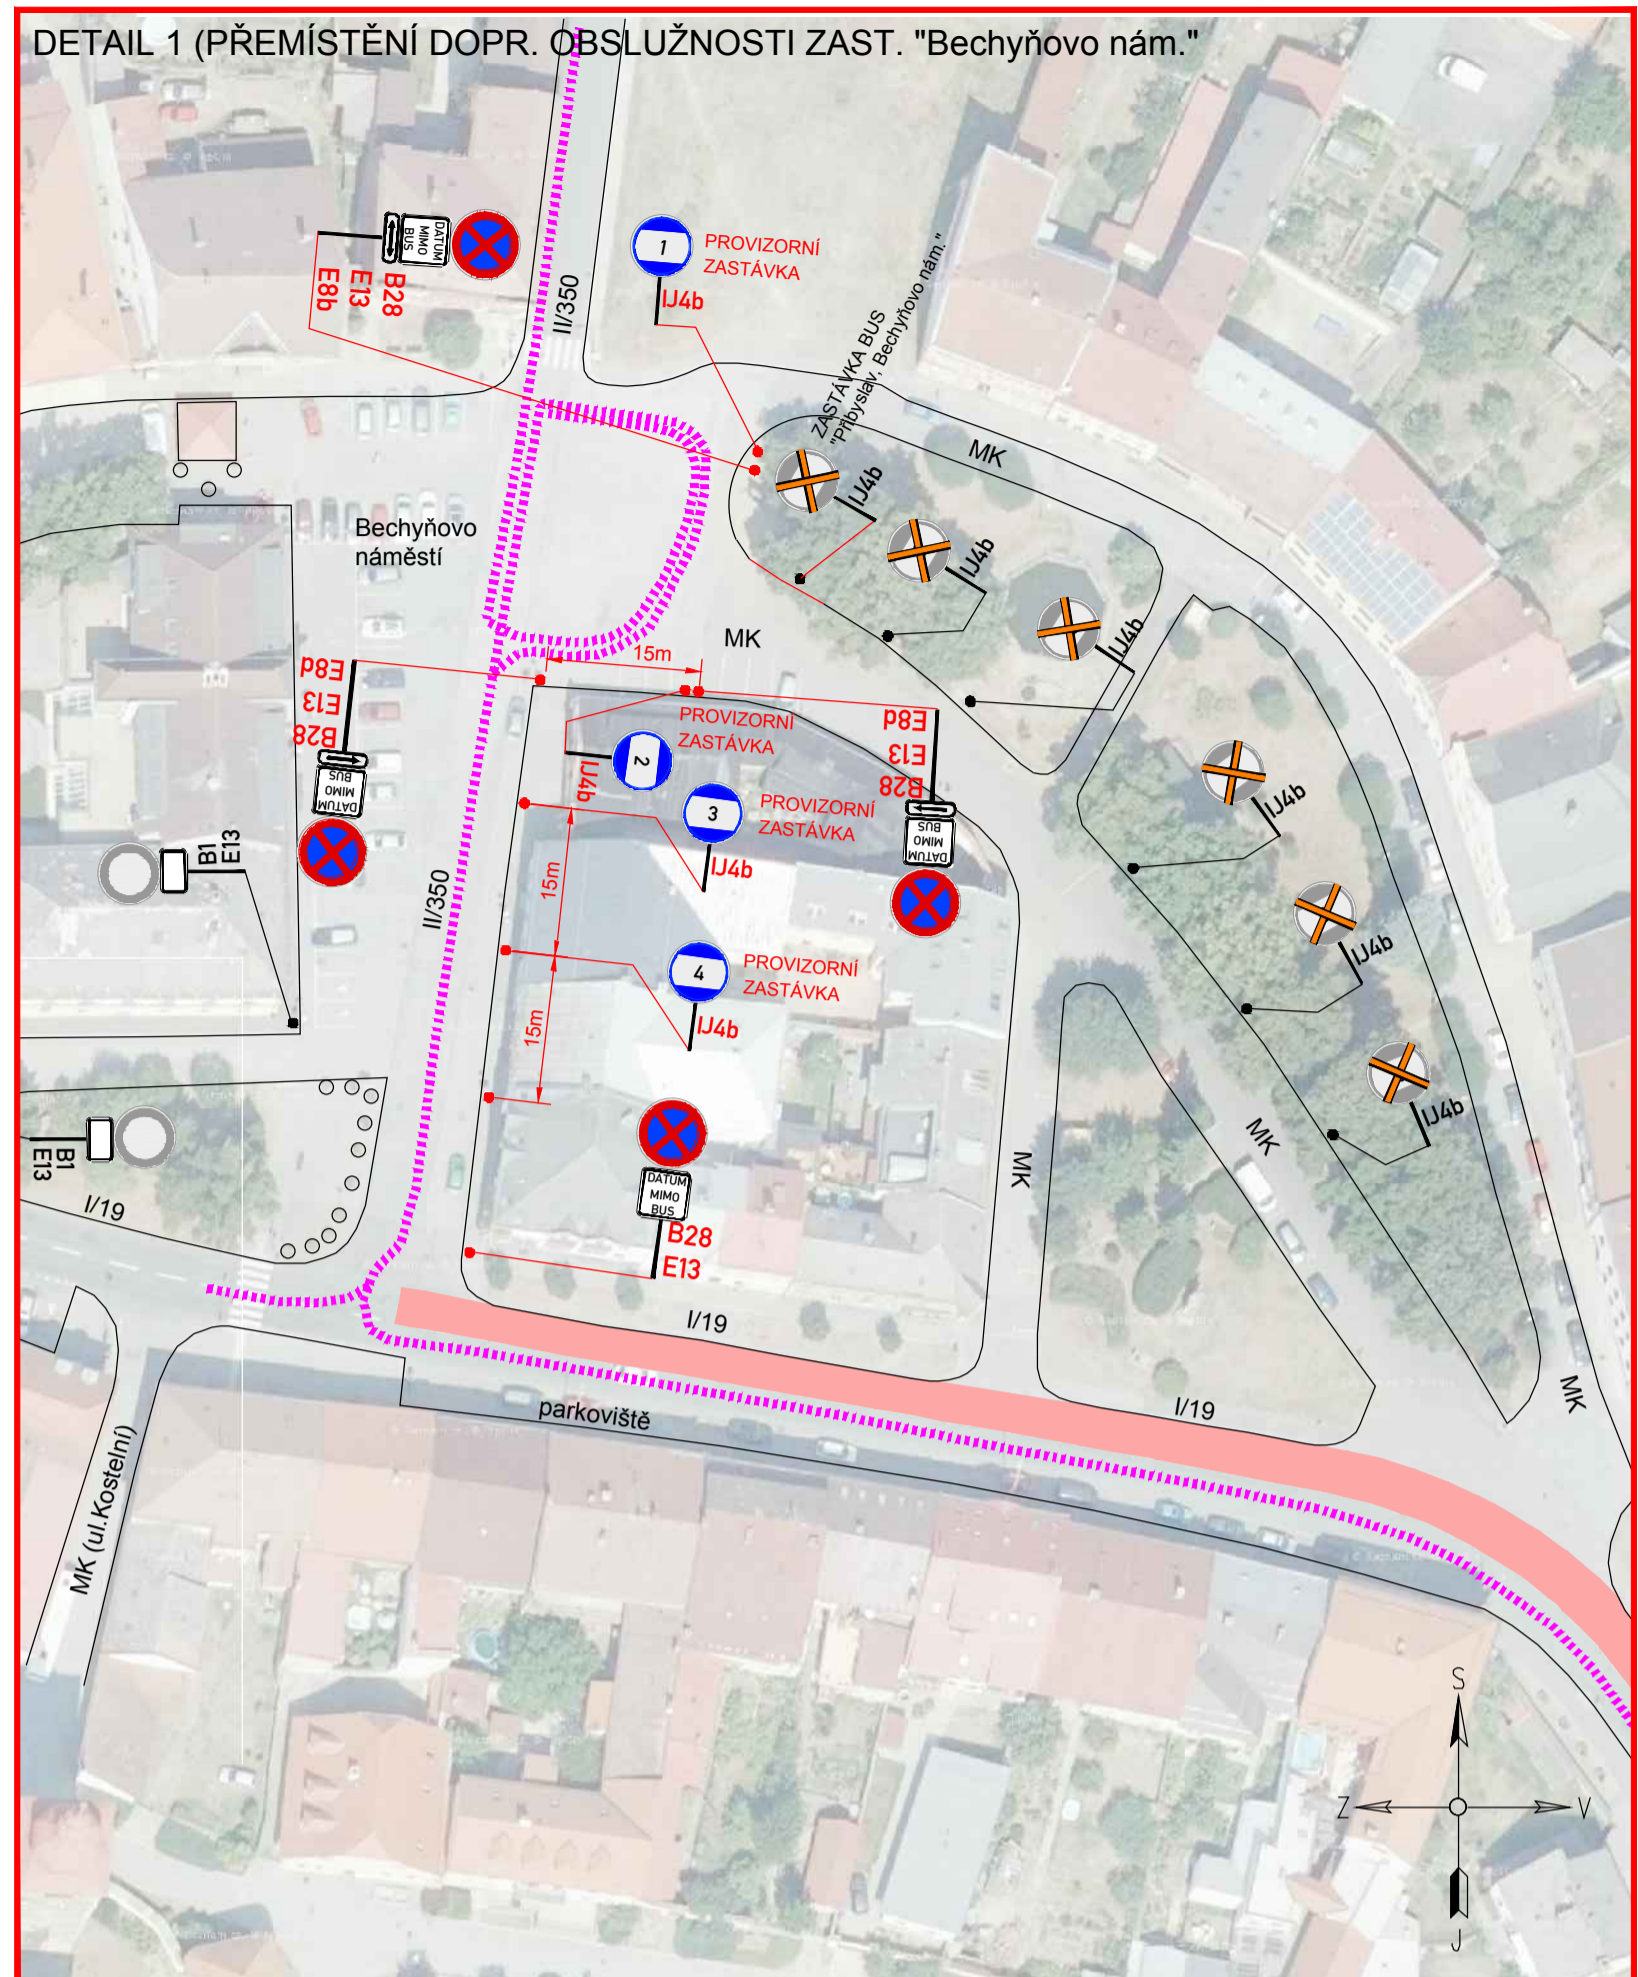 DETAIL 1 (PŘEMÍSTĚNÍ DOPR. OBSLUŽNOSTI ZAST. "Bechyňovo nám."
DATUM
MIMO
BUS
B28
E13
E8b
II/350
1
PROVIZORNÍ
ZASTÁVKA
IJ4b
ZASTÁVKA BUS
"Přibyslav, Bechyňovo nám."
IJ4b
IJ4b
IJ4b
MK
Bechyňovo
náměstí
MK
15m
E8d
E13
B28
BUS
MIMO
DATUM
PROVIZORNÍ
ZASTÁVKA
2
IJ4b
3
PROVIZORNÍ
ZASTÁVKA
IJ4b
E8d
E13
B28
BUS
MIMO
DATUM
IJ4b
B1
E13
II/350
15m
4
PROVIZORNÍ
ZASTÁVKA
IJ4b
IJ4b
15m
IJ4b
B1
E13
I/19
DATUM
MIMO
BUS
B28
E13
MK
MK
I/19
I/19
MK
parkoviště
MK (ul.Kostelní)
S
Z
V
J